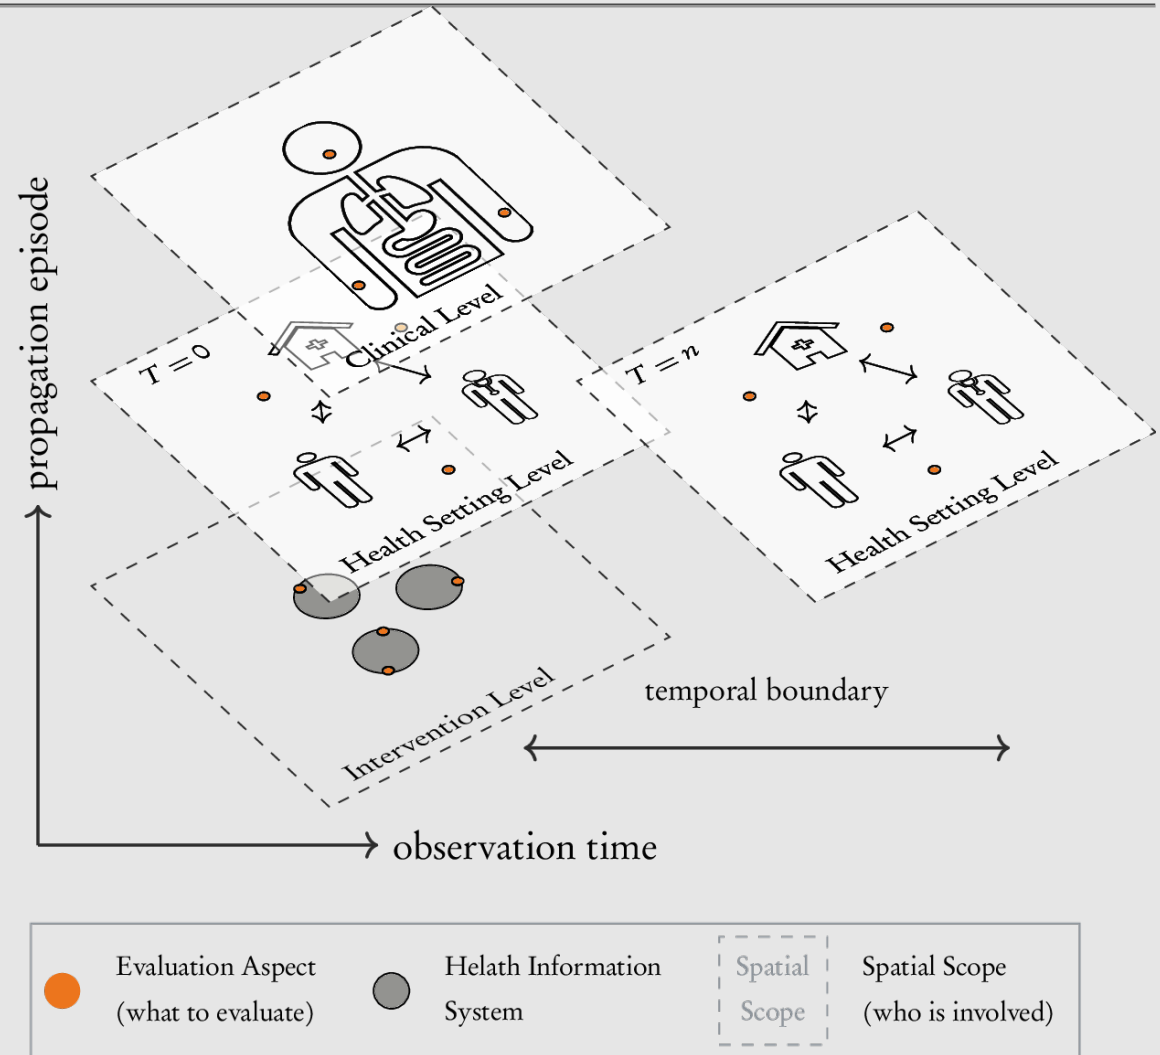 propagation episode
Clinical Level
T = 0
T = n
Health Setting Level
Health Setting Level
Intervention Level
temporal boundary
observation time
Evaluation Aspect
(what to evaluate)
Helath Information
System
Spatial
Scope
Spatial Scope
(who is involved)